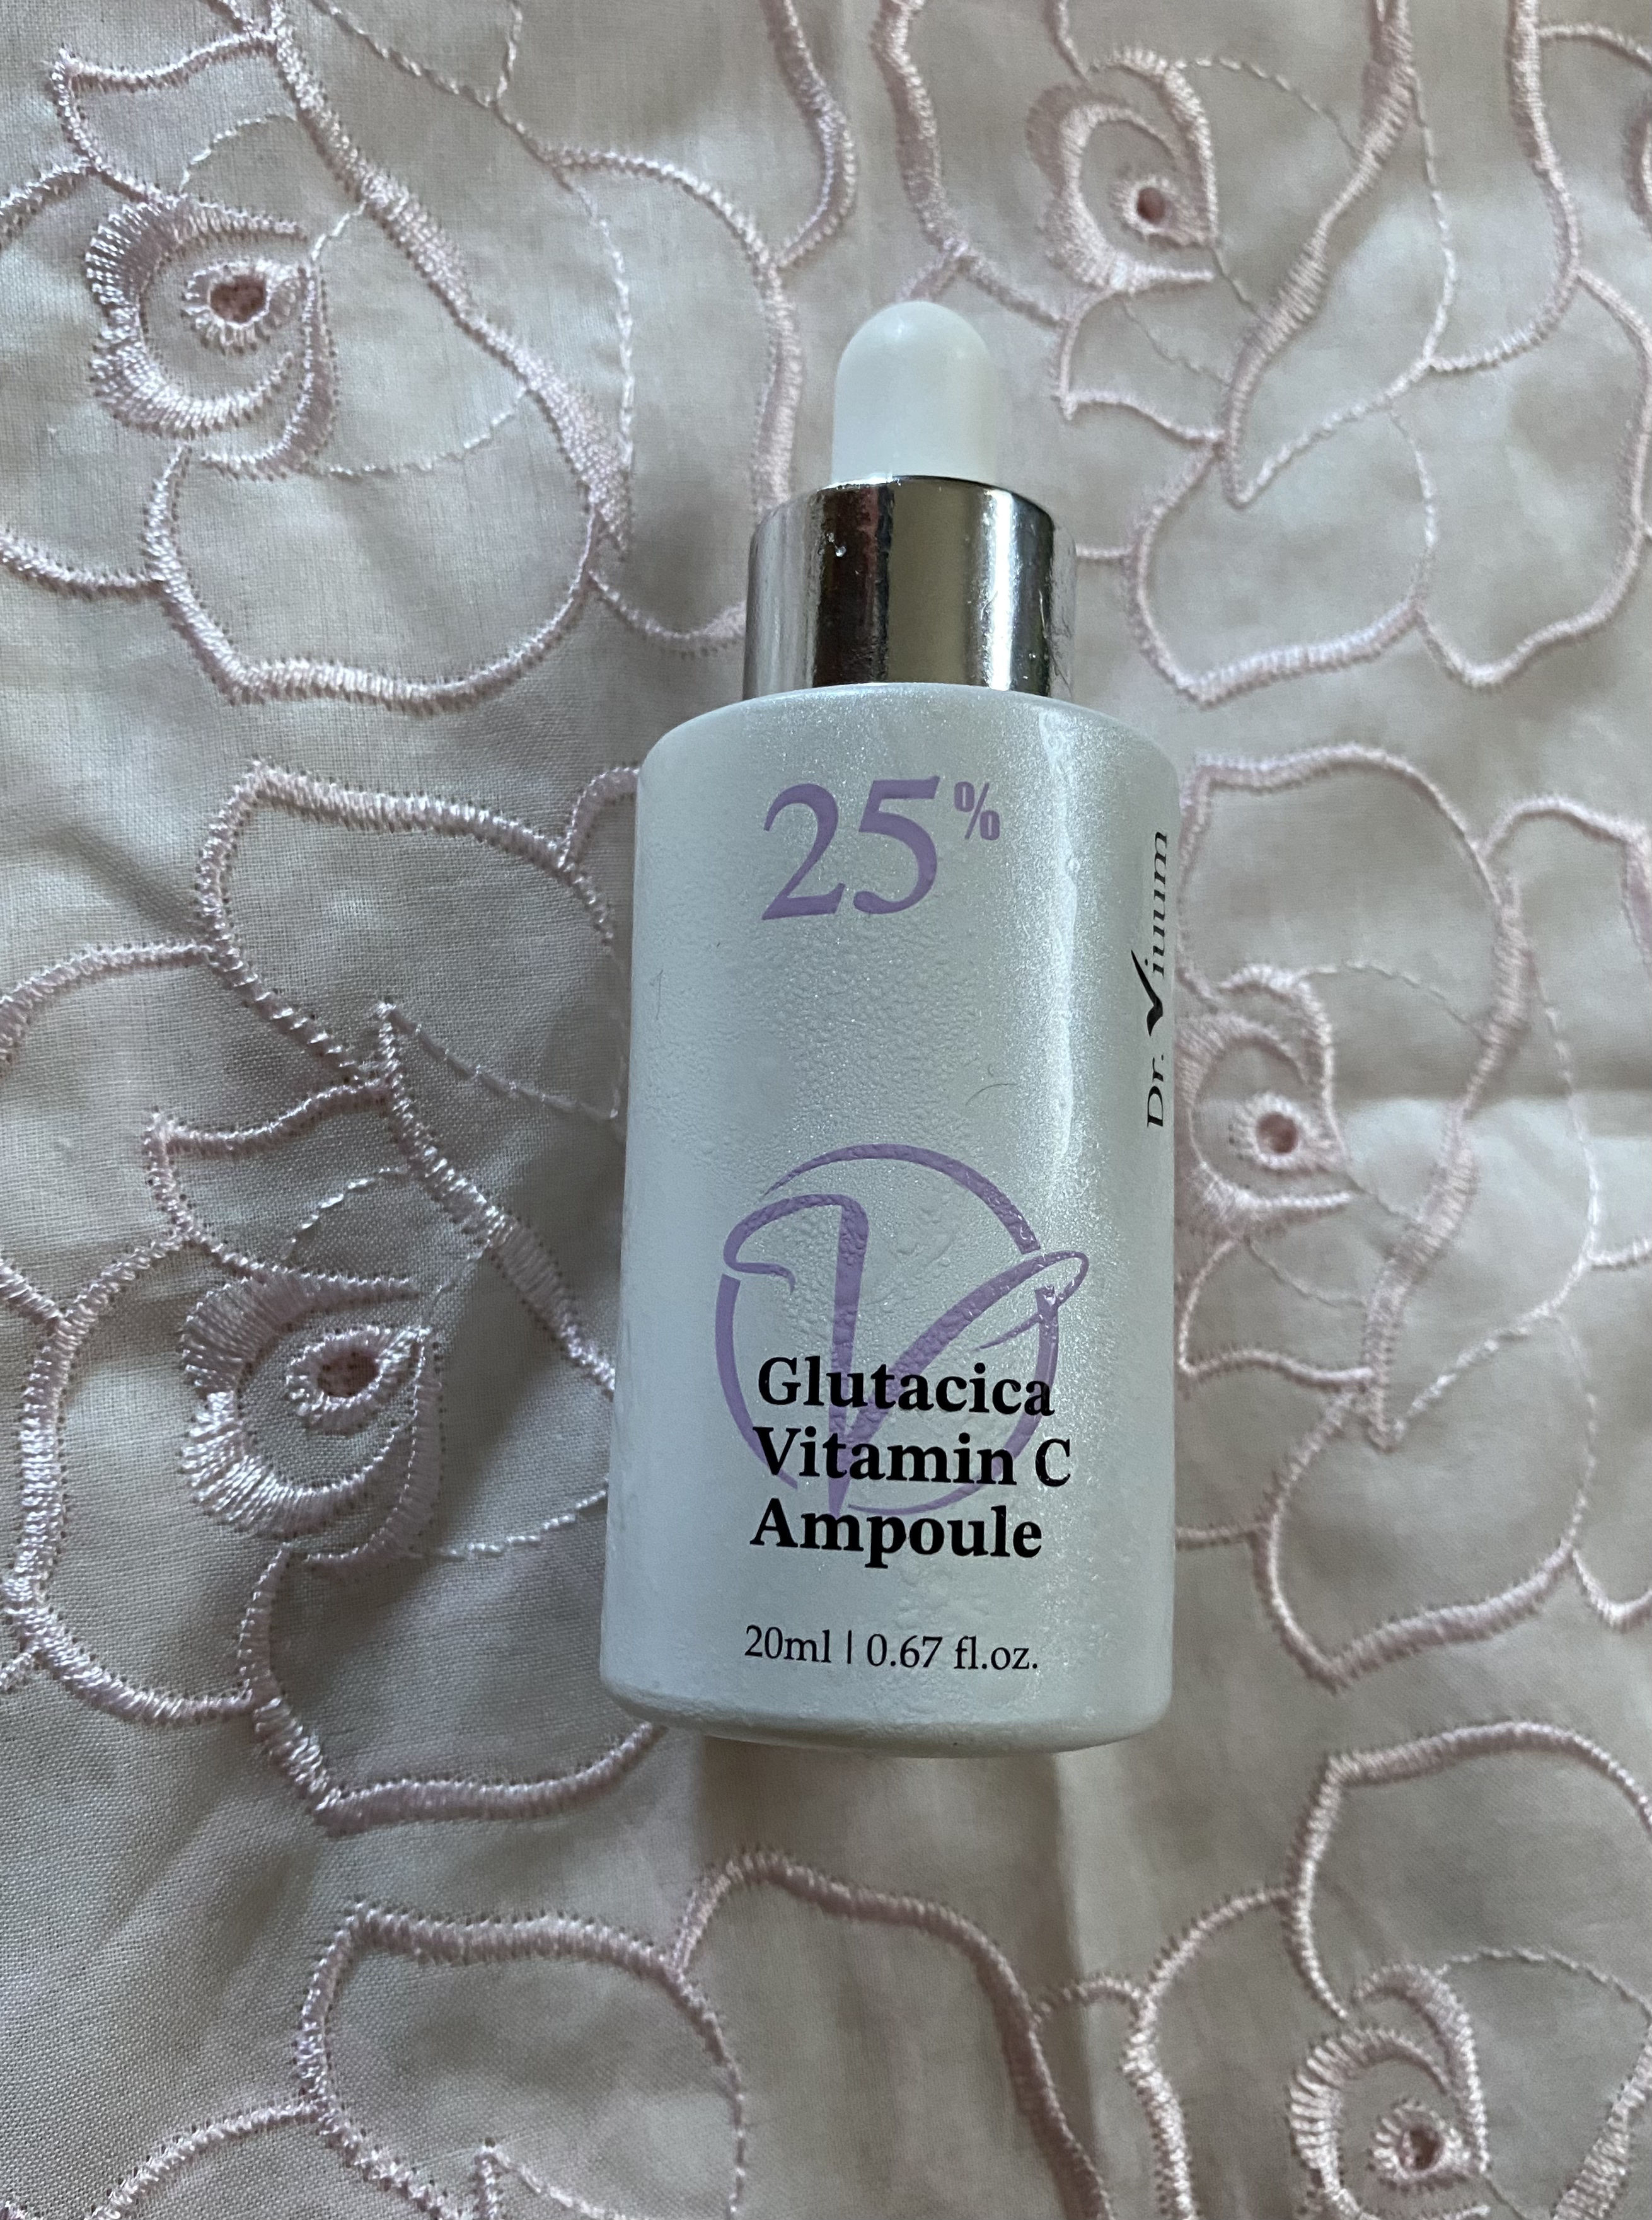 25%
Dr. Viuum
Glutacica
Vitamin C
Ampoule
20ml | 0.67 fl.oz.